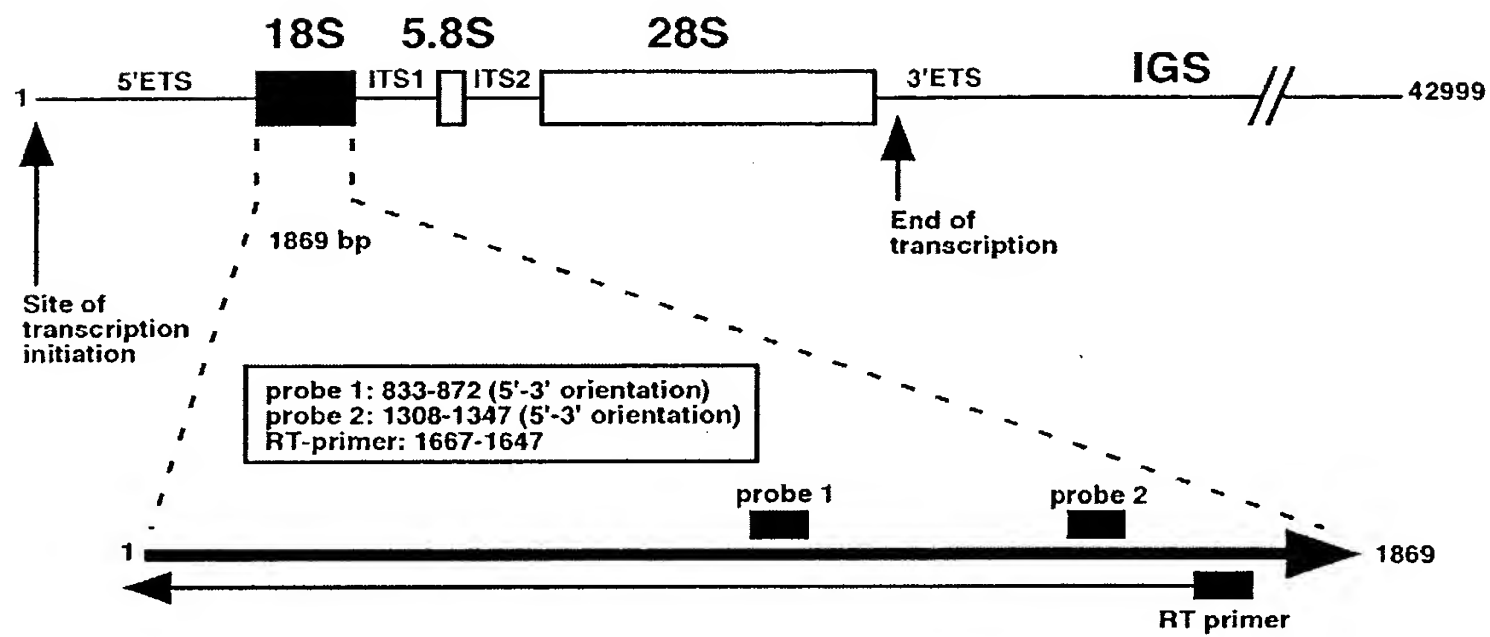 18S 5.8S 28S
5'ETS ITS1 ITS2 3'ETS IGS
1 42999
1869 bp
End of
transcription
Site of
transcription
initiation
probe 1: 833-872 (5'-3' orientation)
probe 2: 1308-1347 (5'-3' orientation)
RT-primer: 1667-1647
probe 1 probe 2
1 1869
RT primer